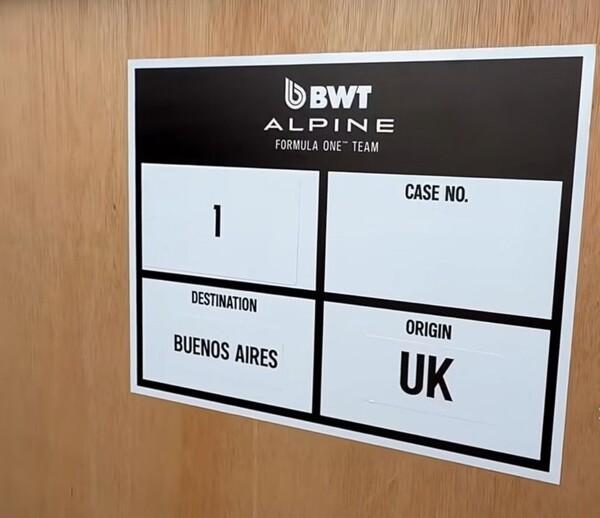 BWT
ALPINE
FORMULA ONE™ TEAM
1
CASE NO.
DESTINATION
BUENOS AIRES
ORIGIN
UK